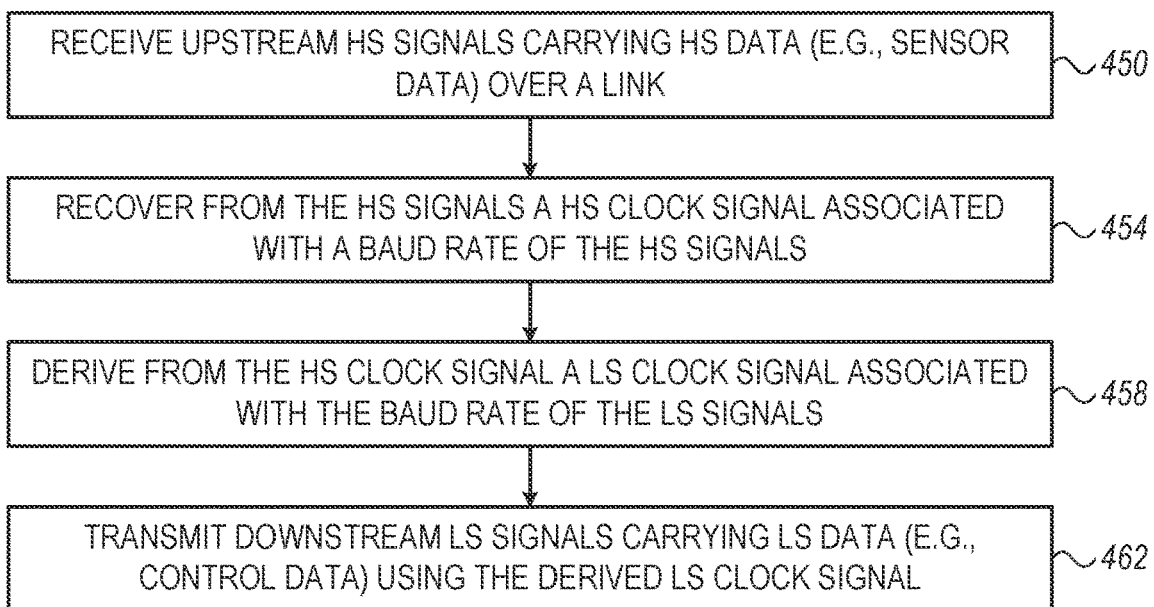 RECEIVE UPSTREAM HS SIGNALS CARRYING HS DATA (E.G., SENSOR
DATA) OVER A LINK
450
RECOVER FROM THE HS SIGNALS A HS CLOCK SIGNAL ASSOCIATED
WITH A BAUD RATE OF THE HS SIGNALS
454
DERIVE FROM THE HS CLOCK SIGNAL A LS CLOCK SIGNAL ASSOCIATED
WITH THE BAUD RATE OF THE LS SIGNALS
458
TRANSMIT DOWNSTREAM LS SIGNALS CARRYING LS DATA (E.G.,
CONTROL DATA) USING THE DERIVED LS CLOCK SIGNAL
462